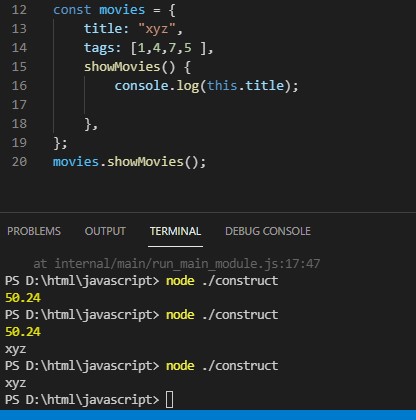 12 const movies = {
13 title: "xyz",
14 tags: [1,4,7,5 ],
15 showMovies() {
16 console.log(this.title);
17
18 },
19 };
20 movies.showMovies();
PROBLEMS OUTPUT TERMINAL DEBUG CONSOLE
at internal/main/run_main_module.js:17:47
PS D:\html\javascript> node ./construct
50.24
PS D:\html\javascript> node ./construct
50.24
xyz
PS D:\html\javascript> node ./construct
xyz
PS D:\html\javascript>